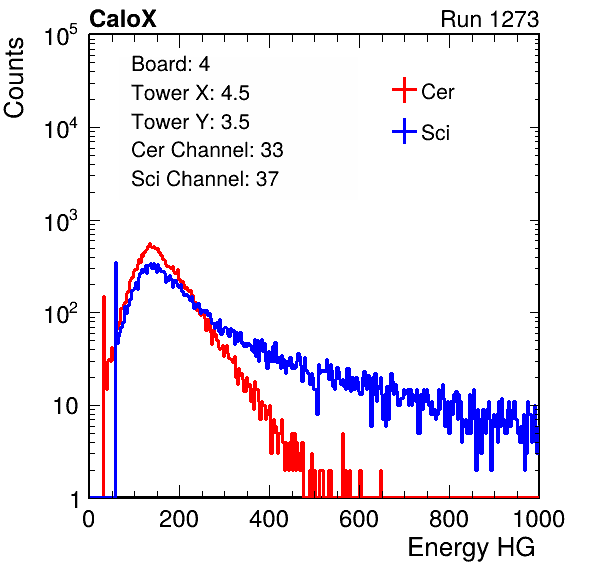 CaloX Run 1273
Counts
10^5
10^4
10^3
10^2
10
1
Board: 4
Tower X: 4.5
Tower Y: 3.5
Cer Channel: 33
Sci Channel: 37
Cer
Sci
0 200 400 600 800 1000
Energy HG